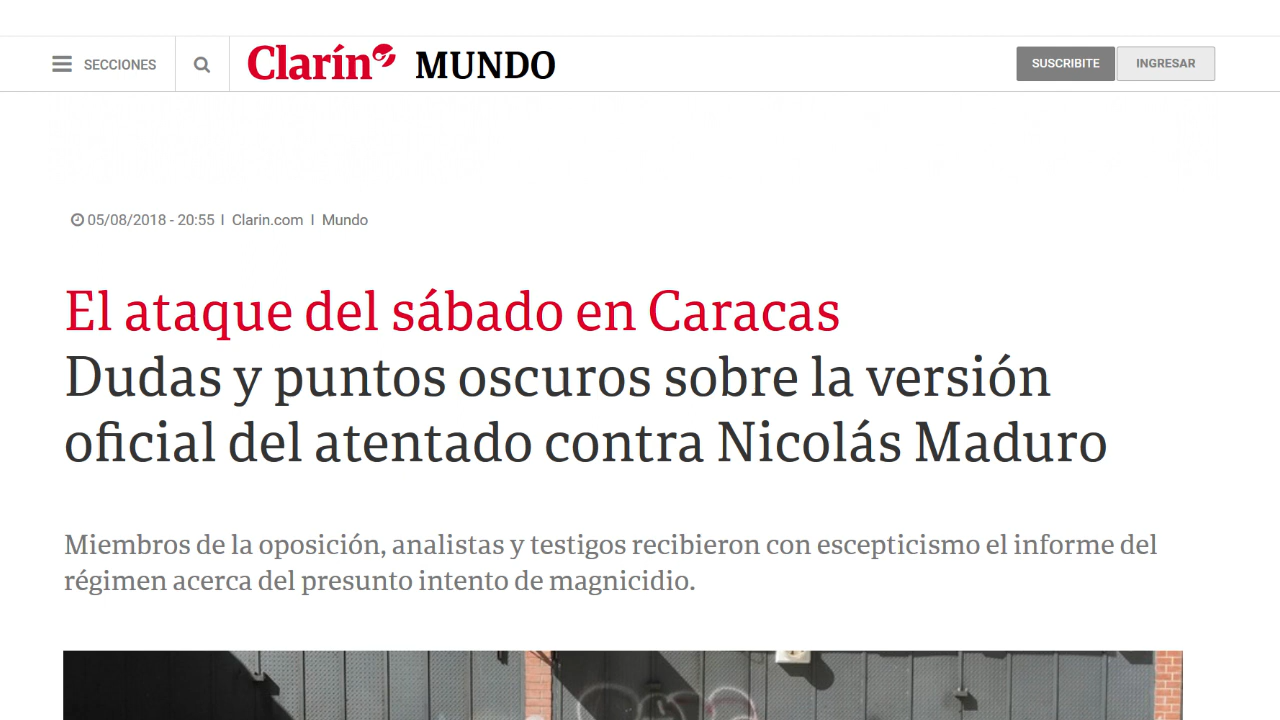 SECCIONES
Clarín MUNDO
SUSCRIBITE
INGRESAR
05/08/2018 - 20:55 | Clarin.com | Mundo
El ataque del sábado en Caracas
Dudas y puntos oscuros sobre la versión
oficial del atentado contra Nicolás Maduro
Miembros de la oposición, analistas y testigos recibieron con escepticismo el informe del
régimen acerca del presunto intento de magnicidio.